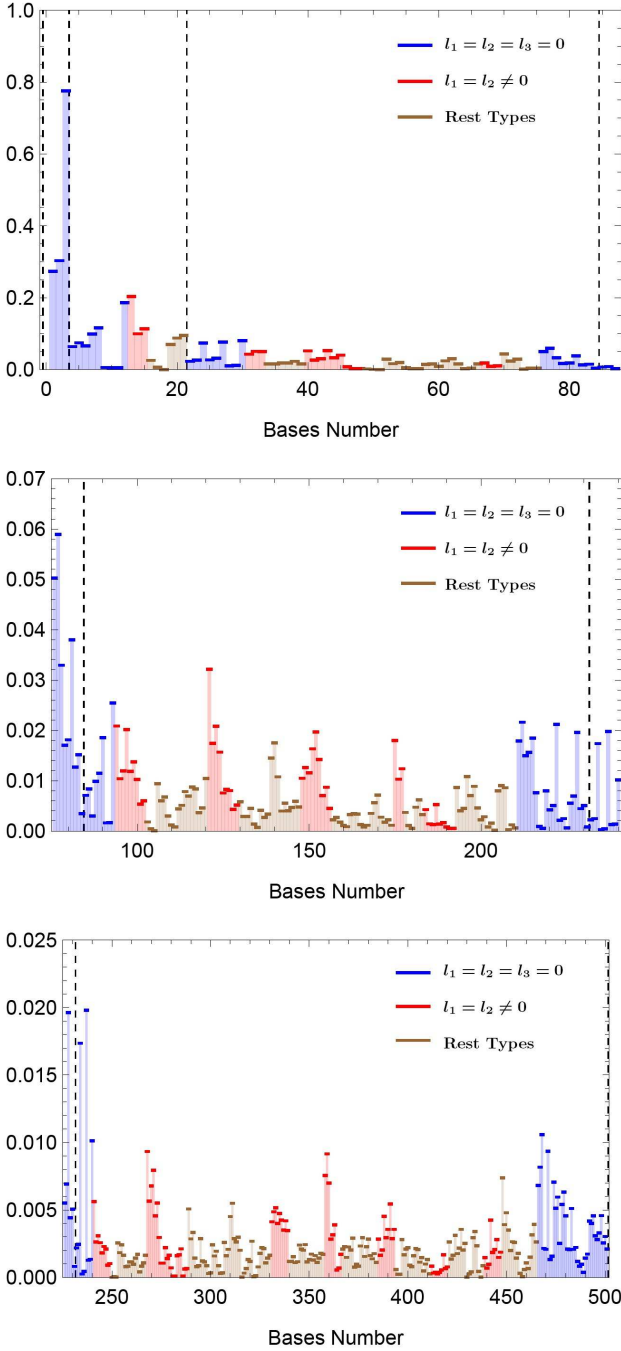 1.0
0.8
0.6
0.4
0.2
0.0
l₁ = l₂ = l₃ = 0
l₁ = l₂ ≠ 0
Rest Types
0 20 40 60 80
Bases Number
0.07
0.06
0.05
0.04
0.03
0.02
0.01
0.00
l₁ = l₂ = l₃ = 0
l₁ = l₂ ≠ 0
Rest Types
100 150 200
Bases Number
0.025
0.020
0.015
0.010
0.005
0.000
l₁ = l₂ = l₃ = 0
l₁ = l₂ ≠ 0
Rest Types
250 300 350 400 450 500
Bases Number